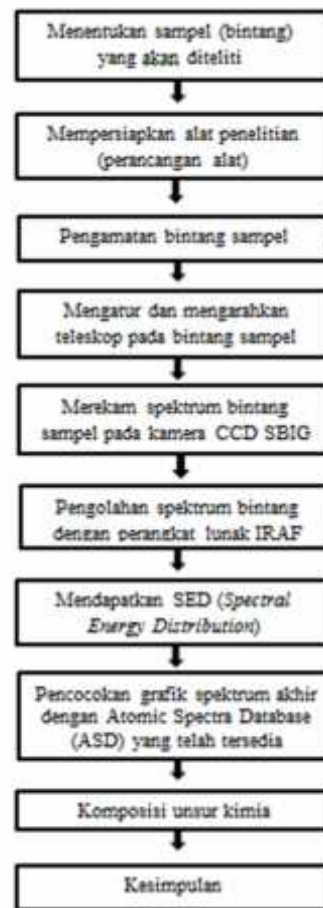 Menentukan sampel (bintang)
yang akan diteliti
Mempersiapkan alat penelitian
(perancangan alat)
Pengamatan bintang sampel
Mengatur dan mengarahkan
teleskop pada bintang sampel
Merekam spektrum bintang
sampel pada kamera CCD SBIG
Pengolahan spektrum bintang
dengan perangkat lunak IRAF
Mendapatkan SED (Spectral
Energy Distribution)
Pencocokan grafik spektrum akhir
dengan Atomic Spectra Database
(ASD) yang telah tersedia
Komposisi unsur kimia
Kesimpulan